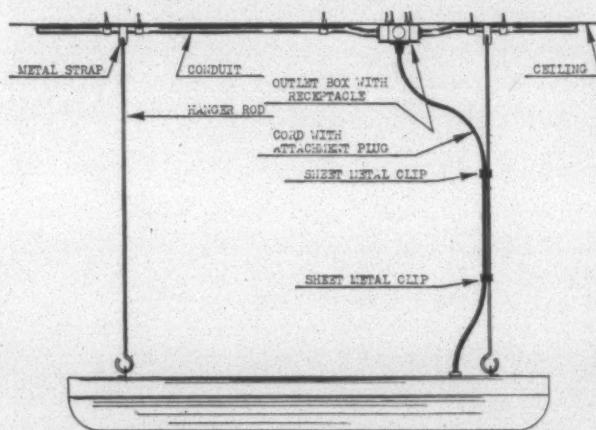 METAL STRAP
CONDUIT
CEILING
OUTLET BOX WITH
RECEPTACLE
HANGER ROD
CORD WITH
ATTACHMENT PLUG
SHEET METAL CLIP
SHEET METAL CLIP